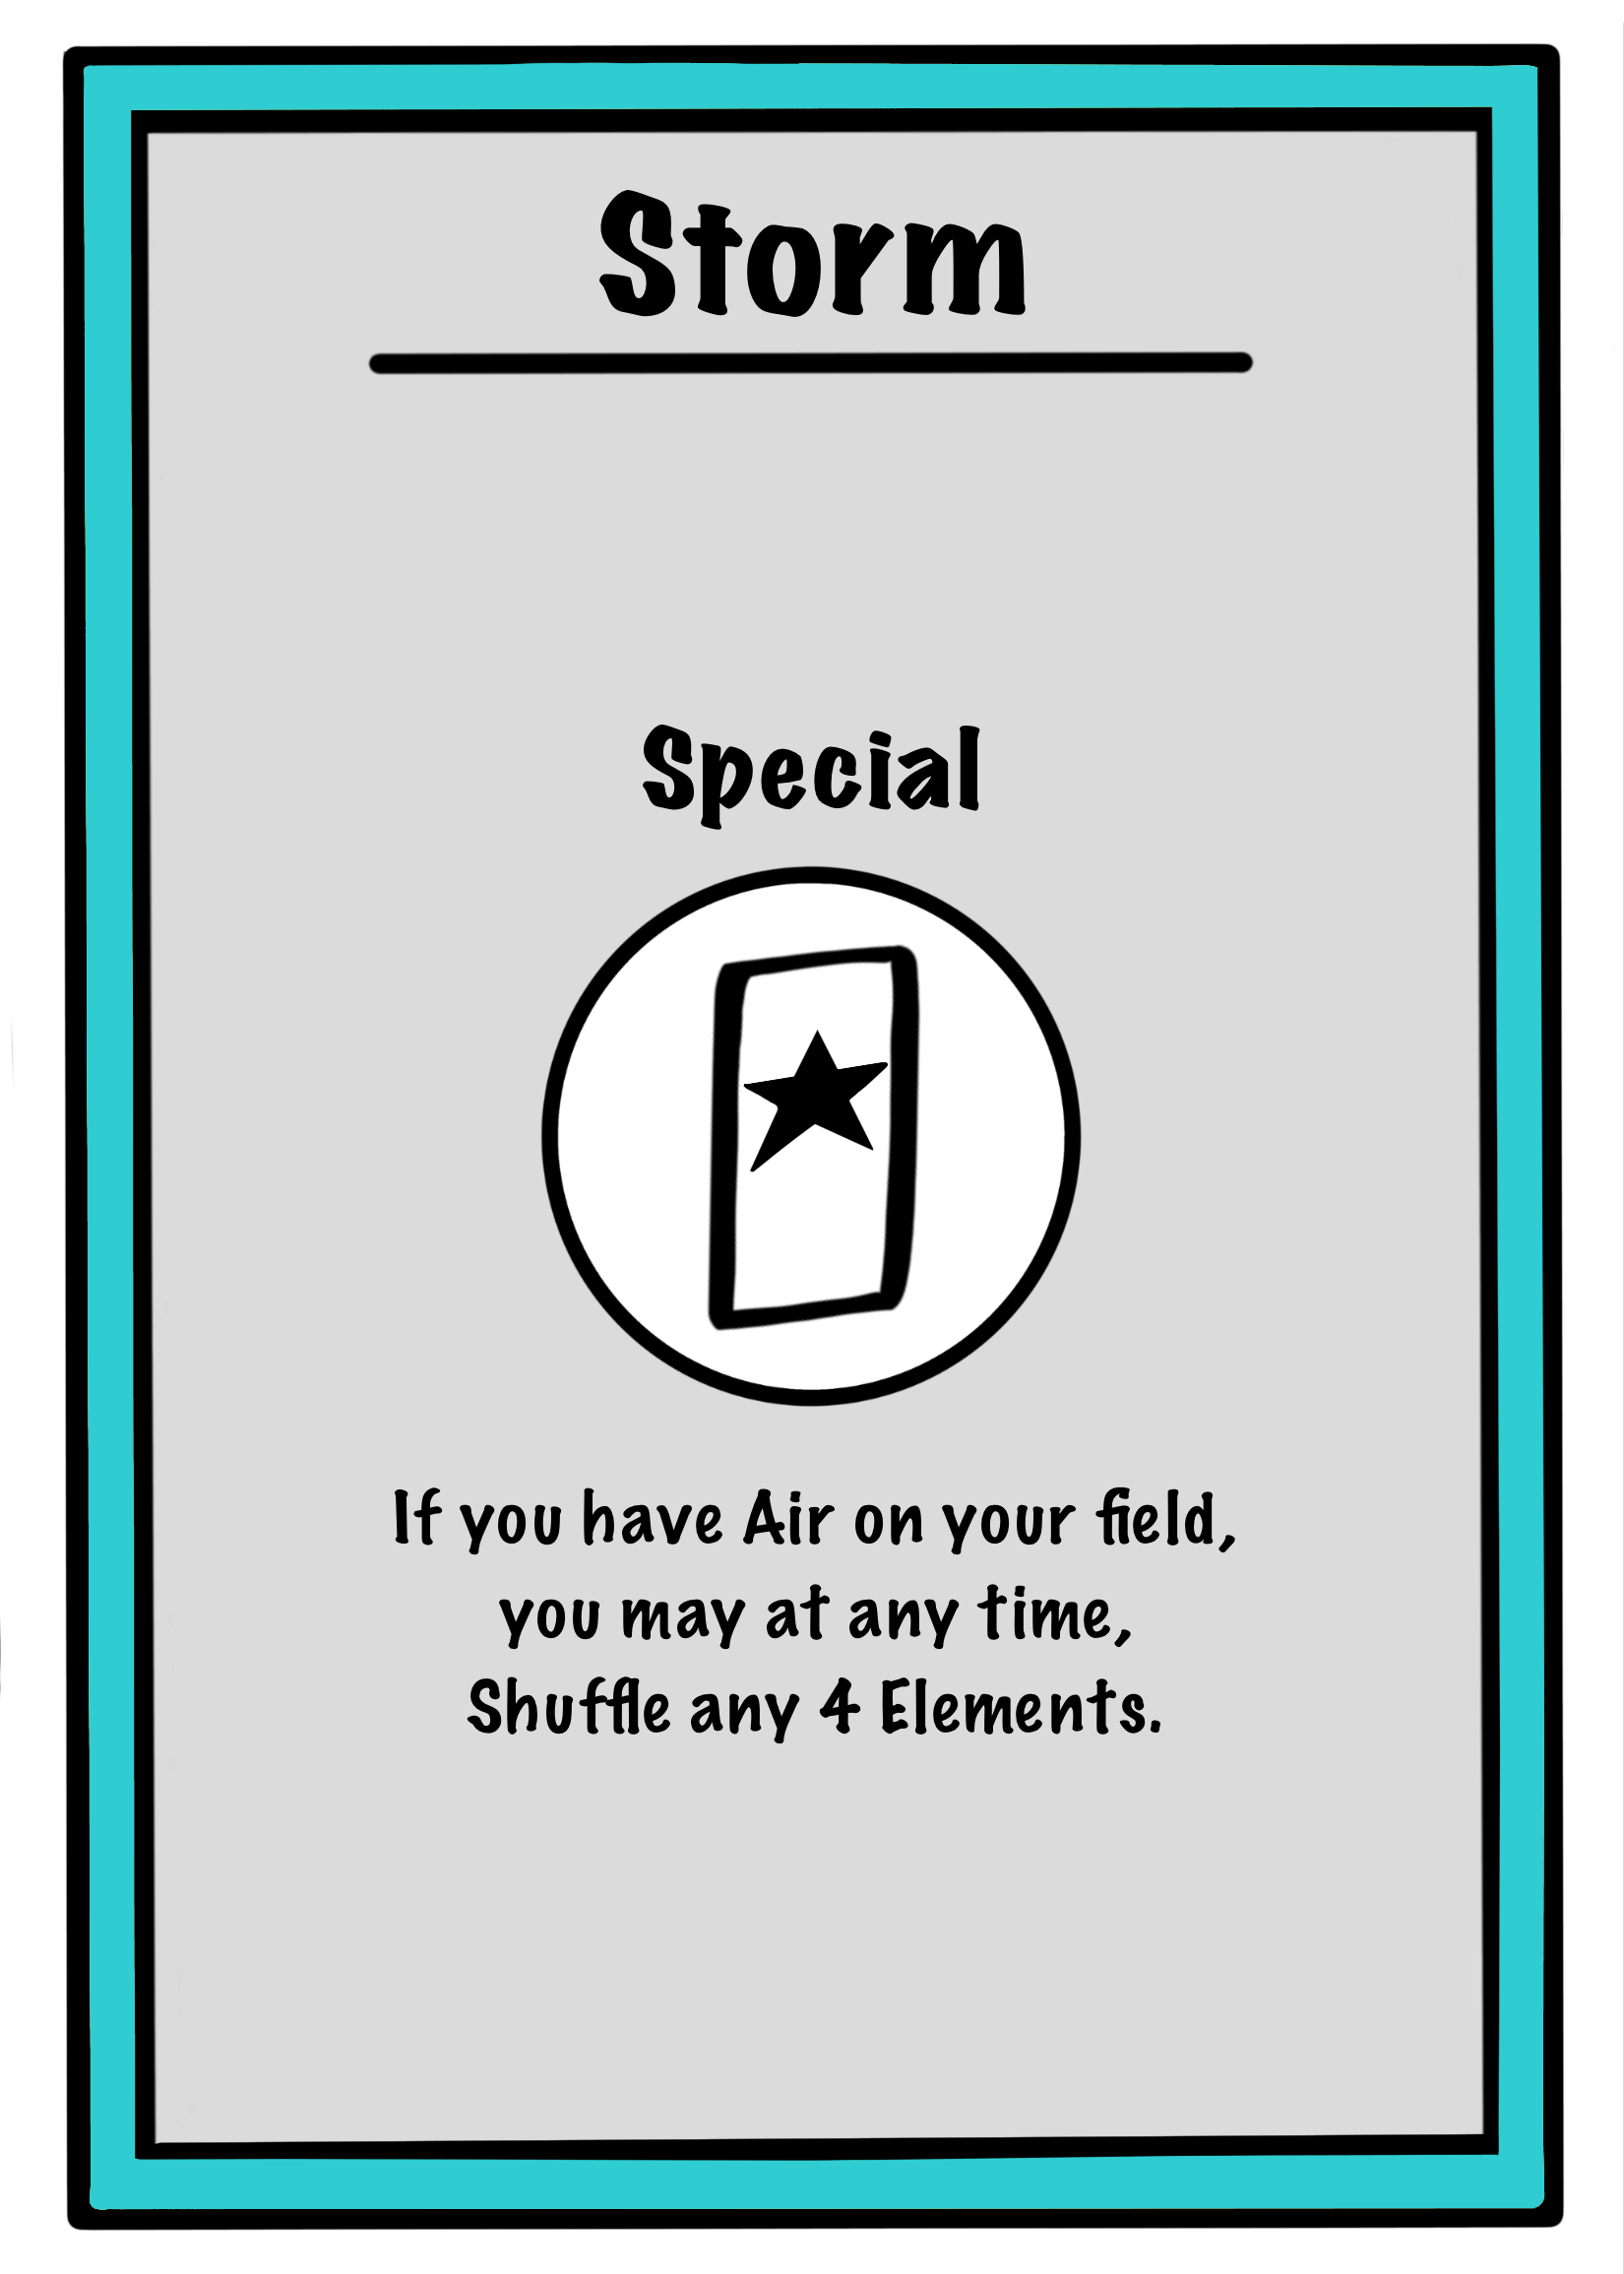 Storm
Special
If you have Air on your field,
you may at any time,
Shuffle any 4 Elements.